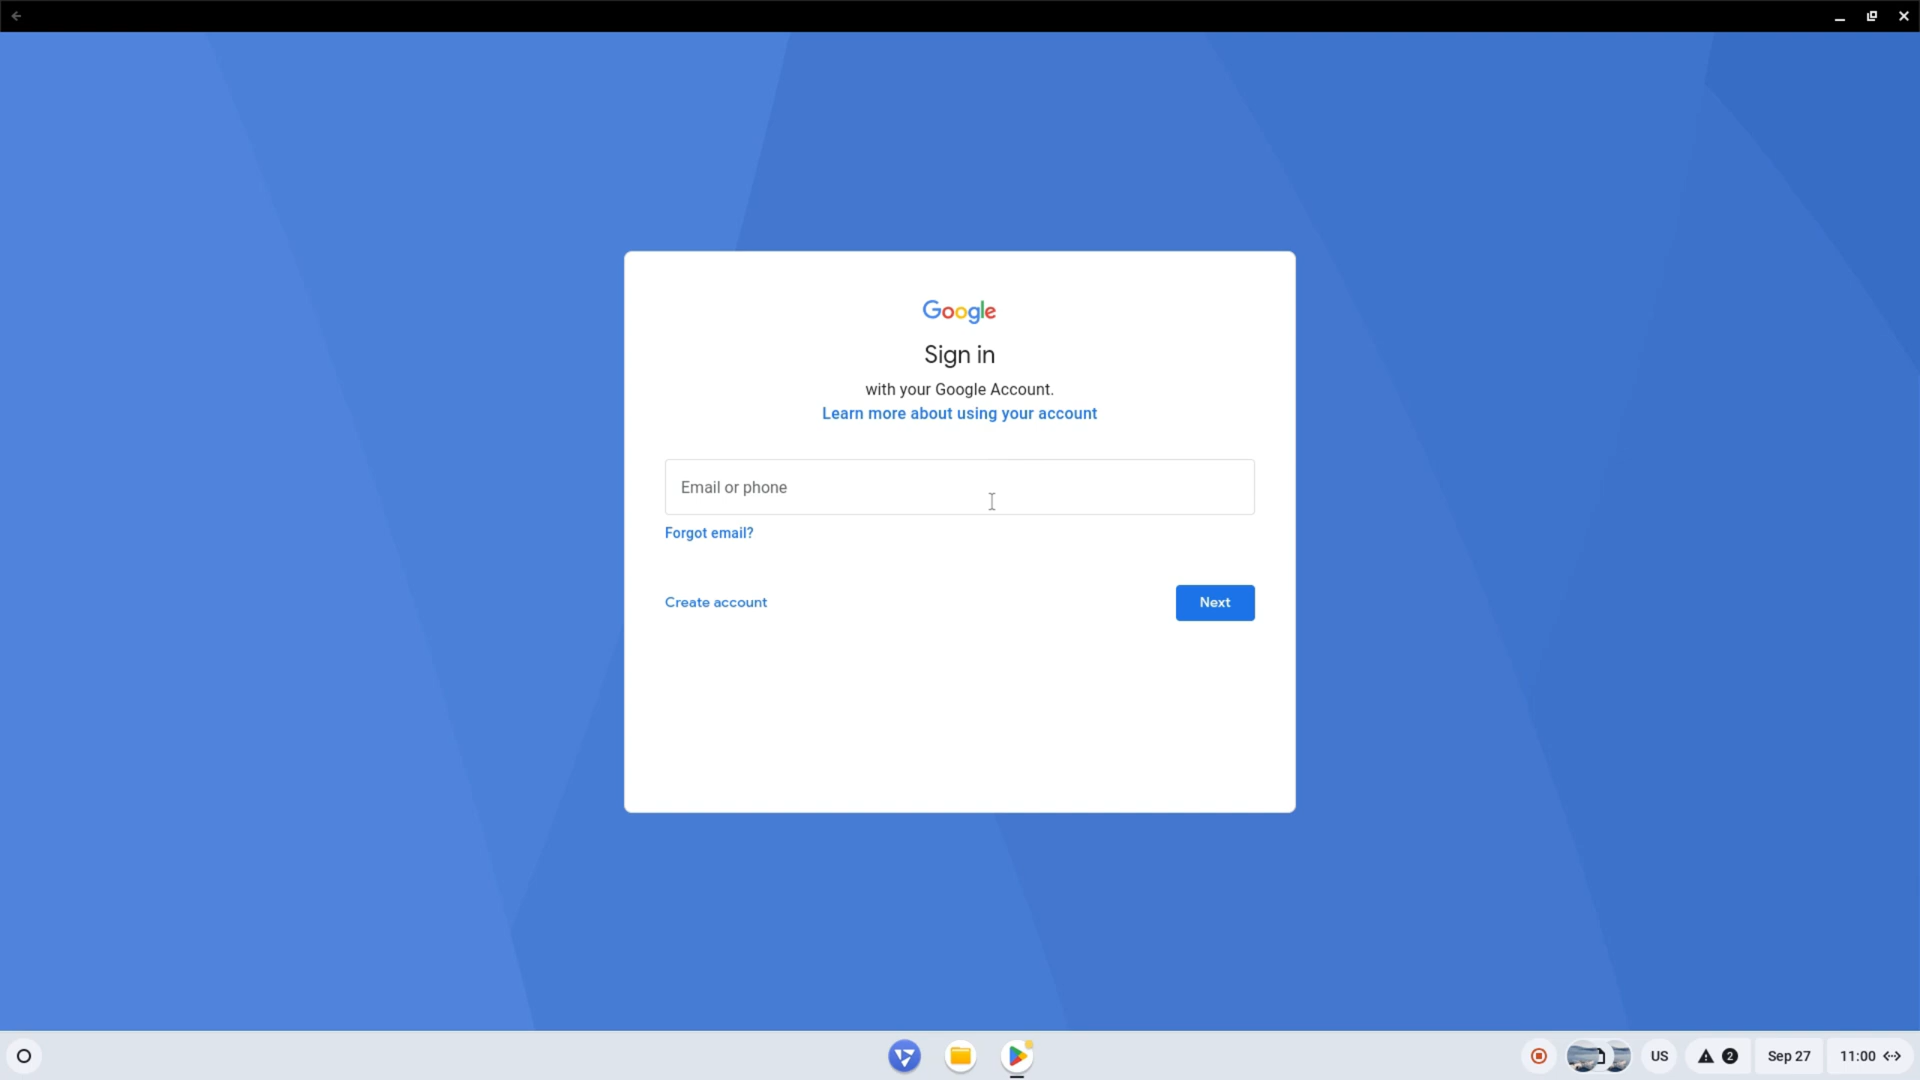 Google
Sign in
with your Google Account.
Learn more about using your account
Email or phone
Forgot email?
Create account
Next
US
2
Sep 27
11:00